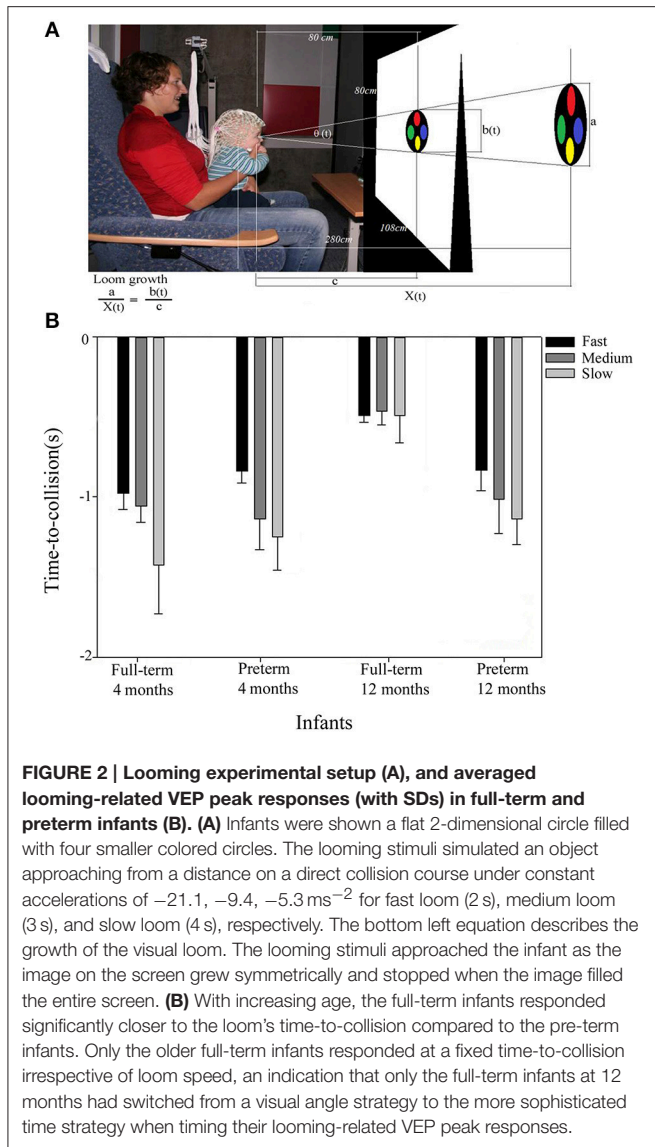 A
80 cm
80cm
θ (t)
b(t)
a
108cm
280cm
c
X(t)
Loom growth
a = b(t)
X(t) c
B
0
-1
-2
Time-to-collision(s)
Fast
Medium
Slow
Full-term Preterm Full-term Preterm
4 months 4 months 12 months 12 months
Infants
FIGURE 2 | Looming experimental setup (A), and averaged
looming-related VEP peak responses (with SDs) in full-term and
preterm infants (B). (A) Infants were shown a flat 2-dimensional circle filled
with four smaller colored circles. The looming stimuli simulated an object
approaching from a distance on a direct collision course under constant
accelerations of −21.1, −9.4, −5.3 ms−2 for fast loom (2 s), medium loom
(3 s), and slow loom (4 s), respectively. The bottom left equation describes the
growth of the visual loom. The looming stimuli approached the infant as the
image on the screen grew symmetrically and stopped when the image filled
the entire screen. (B) With increasing age, the full-term infants responded
significantly closer to the loom's time-to-collision compared to the pre-term
infants. Only the older full-term infants responded at a fixed time-to-collision
irrespective of loom speed, an indication that only the full-term infants at 12
months had switched from a visual angle strategy to the more sophisticated
time strategy when timing their looming-related VEP peak responses.